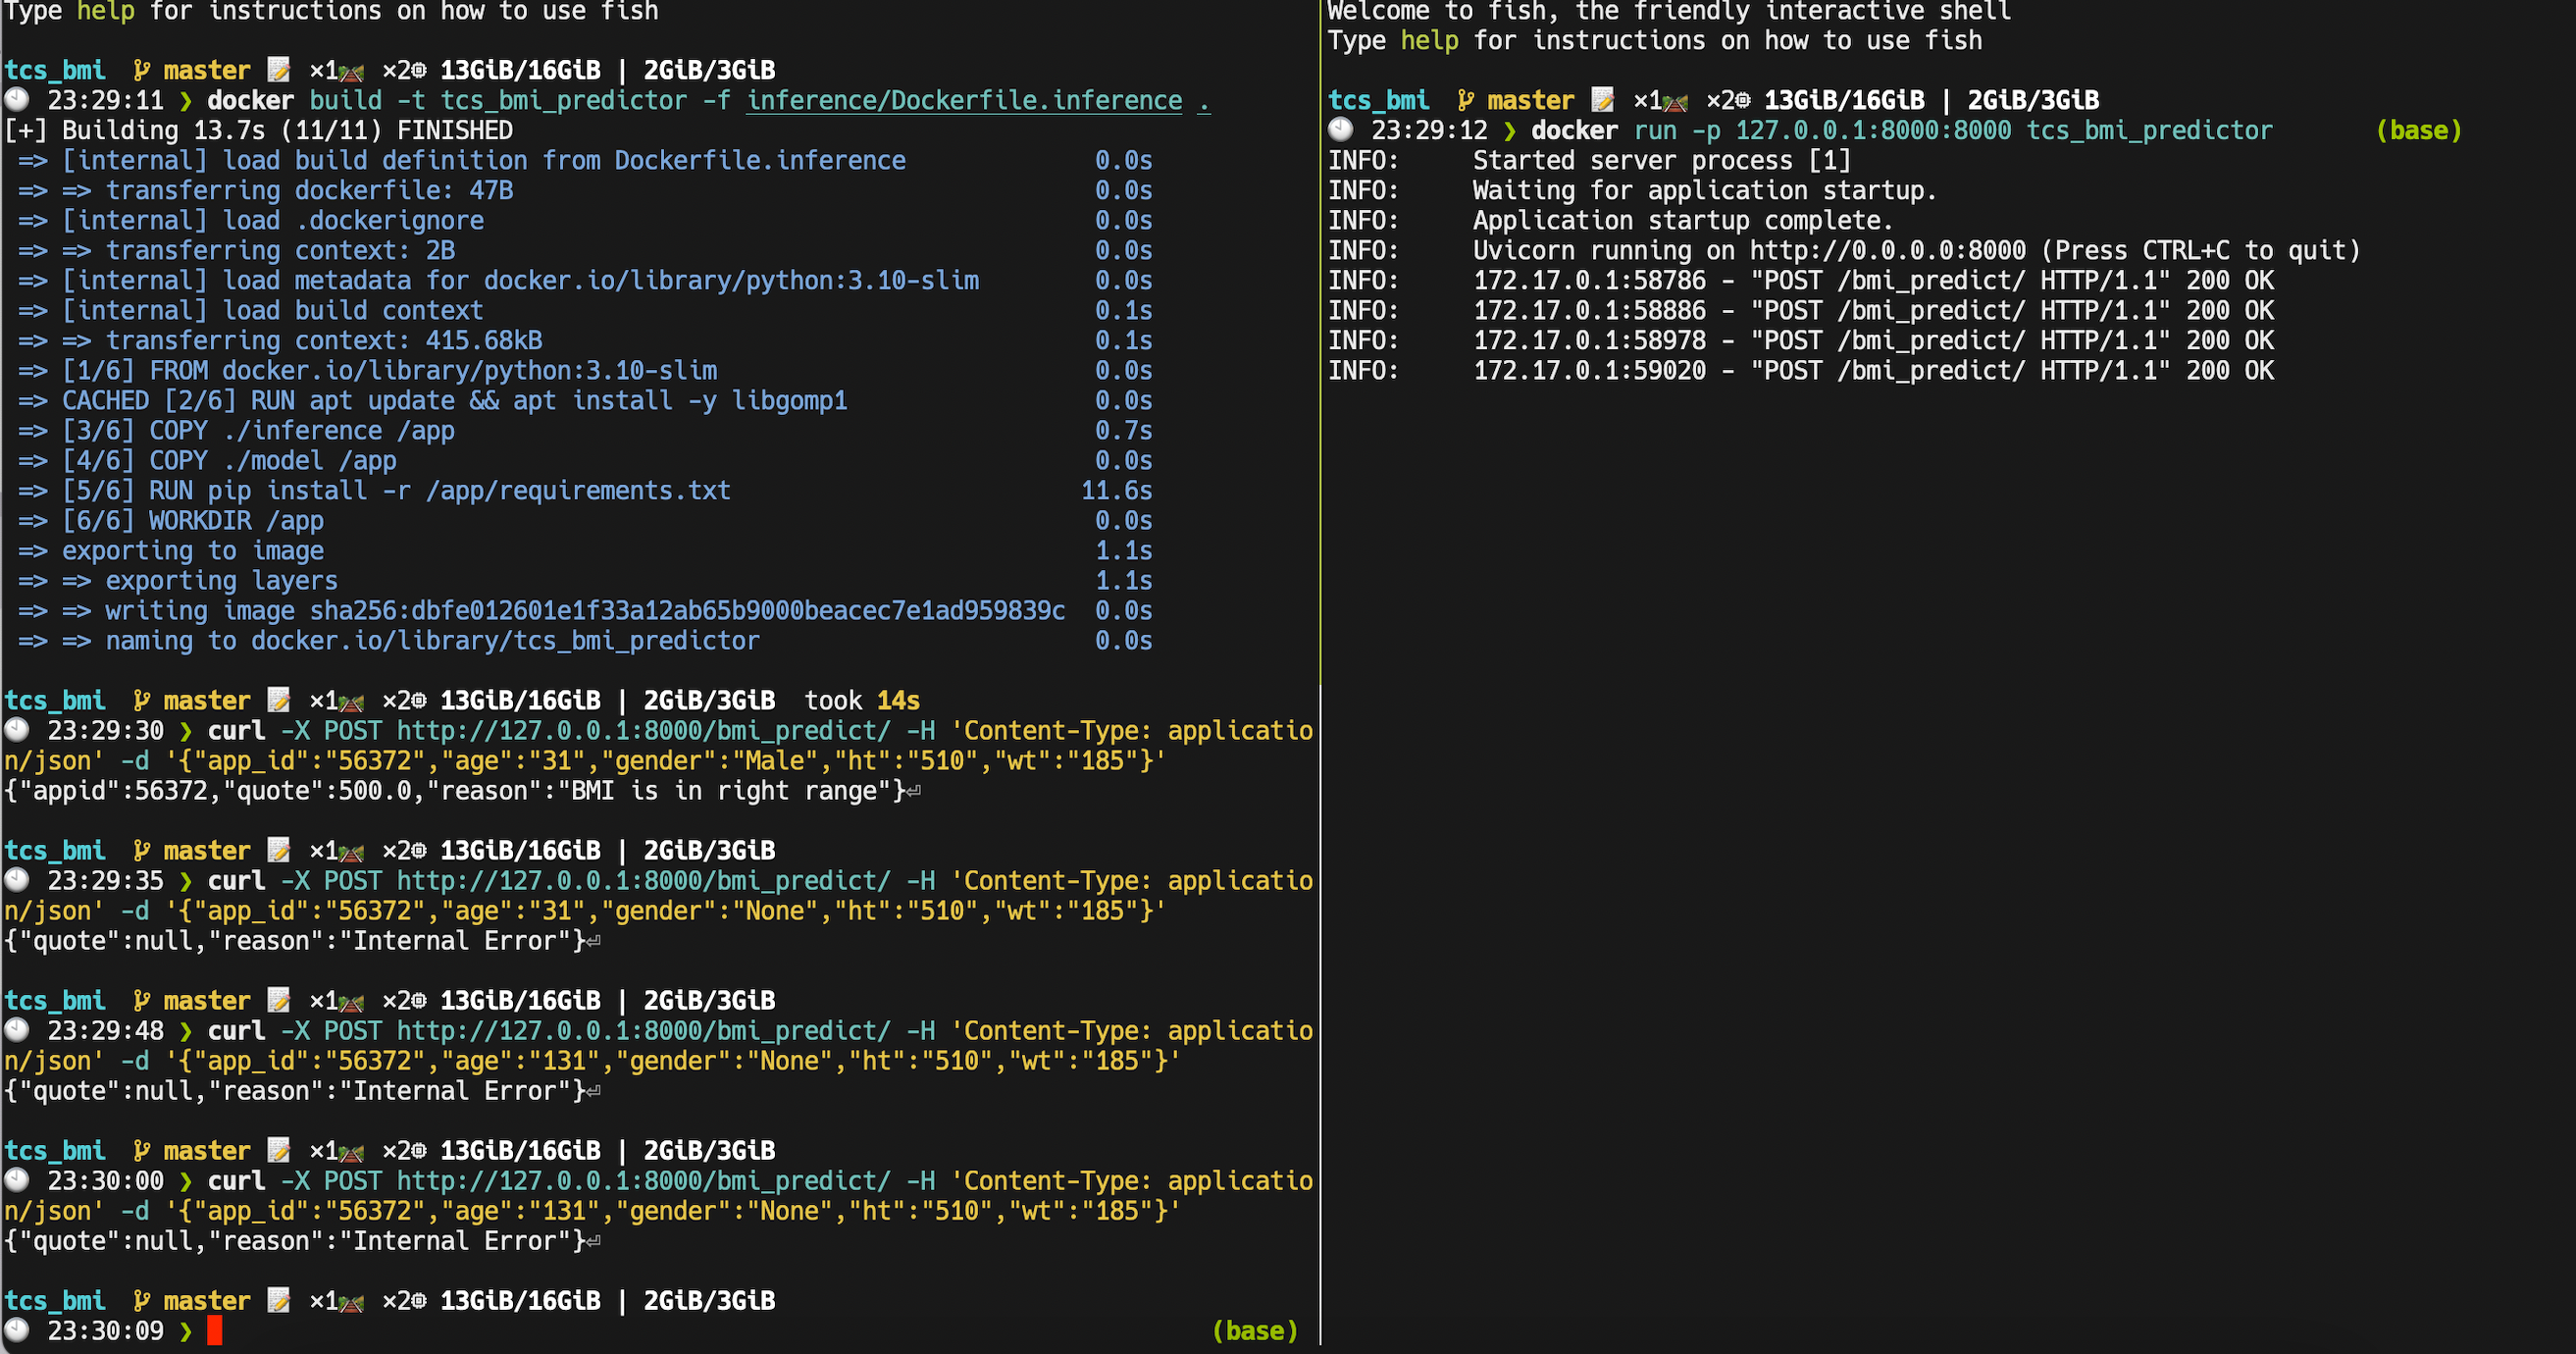 Type help for instructions on how to use fish
tcs_bmi master ×1 ×2 13GiB/16GiB | 2GiB/3GiB
23:29:11 ❯ docker build -t tcs_bmi_predictor -f inference/Dockerfile.inference .
[+] Building 13.7s (11/11) FINISHED
=> [internal] load build definition from Dockerfile.inference 0.0s
=> => transferring dockerfile: 47B 0.0s
=> [internal] load .dockerignore 0.0s
=> => transferring context: 2B 0.0s
=> [internal] load metadata for docker.io/library/python:3.10-slim 0.0s
=> [internal] load build context 0.1s
=> => transferring context: 415.68kB 0.1s
=> [1/6] FROM docker.io/library/python:3.10-slim 0.0s
=> CACHED [2/6] RUN apt update && apt install -y libgomp1 0.0s
=> [3/6] COPY ./inference /app 0.7s
=> [4/6] COPY ./model /app 0.0s
=> [5/6] RUN pip install -r /app/requirements.txt 11.6s
=> [6/6] WORKDIR /app 0.0s
=> exporting to image 1.1s
=> => exporting layers 1.1s
=> => writing image sha256:dbfe012601e1f33a12ab65b9000beacec7e1ad959839c 0.0s
=> => naming to docker.io/library/tcs_bmi_predictor 0.0s
tcs_bmi master ×1 ×2 13GiB/16GiB | 2GiB/3GiB took 14s
23:29:30 ❯ curl -X POST http://127.0.0.1:8000/bmi_predict/ -H 'Content-Type: applicatio
n/json' -d '{"app_id":"56372","age":"31","gender":"Male","ht":"510","wt":"185"}'
{"appid":56372,"quote":500.0,"reason":"BMI is in right range"}⏎
tcs_bmi master ×1 ×2 13GiB/16GiB | 2GiB/3GiB
23:29:35 ❯ curl -X POST http://127.0.0.1:8000/bmi_predict/ -H 'Content-Type: applicatio
n/json' -d '{"app_id":"56372","age":"31","gender":"None","ht":"510","wt":"185"}'
{"quote":null,"reason":"Internal Error"}⏎
tcs_bmi master ×1 ×2 13GiB/16GiB | 2GiB/3GiB
23:29:48 ❯ curl -X POST http://127.0.0.1:8000/bmi_predict/ -H 'Content-Type: applicatio
n/json' -d '{"app_id":"56372","age":"131","gender":"None","ht":"510","wt":"185"}'
{"quote":null,"reason":"Internal Error"}⏎
tcs_bmi master ×1 ×2 13GiB/16GiB | 2GiB/3GiB
23:30:00 ❯ curl -X POST http://127.0.0.1:8000/bmi_predict/ -H 'Content-Type: applicatio
n/json' -d '{"app_id":"56372","age":"131","gender":"None","ht":"510","wt":"185"}'
{"quote":null,"reason":"Internal Error"}⏎
tcs_bmi master ×1 ×2 13GiB/16GiB | 2GiB/3GiB
23:30:09 ❯ (base)
Welcome to fish, the friendly interactive shell
Type help for instructions on how to use fish
tcs_bmi master ×1 ×2 13GiB/16GiB | 2GiB/3GiB
23:29:12 ❯ docker run -p 127.0.0.1:8000:8000 tcs_bmi_predictor (base)
INFO: Started server process [1]
INFO: Waiting for application startup.
INFO: Application startup complete.
INFO: Uvicorn running on http://0.0.0.0:8000 (Press CTRL+C to quit)
INFO: 172.17.0.1:58786 - "POST /bmi_predict/ HTTP/1.1" 200 OK
INFO: 172.17.0.1:58886 - "POST /bmi_predict/ HTTP/1.1" 200 OK
INFO: 172.17.0.1:58978 - "POST /bmi_predict/ HTTP/1.1" 200 OK
INFO: 172.17.0.1:59020 - "POST /bmi_predict/ HTTP/1.1" 200 OK